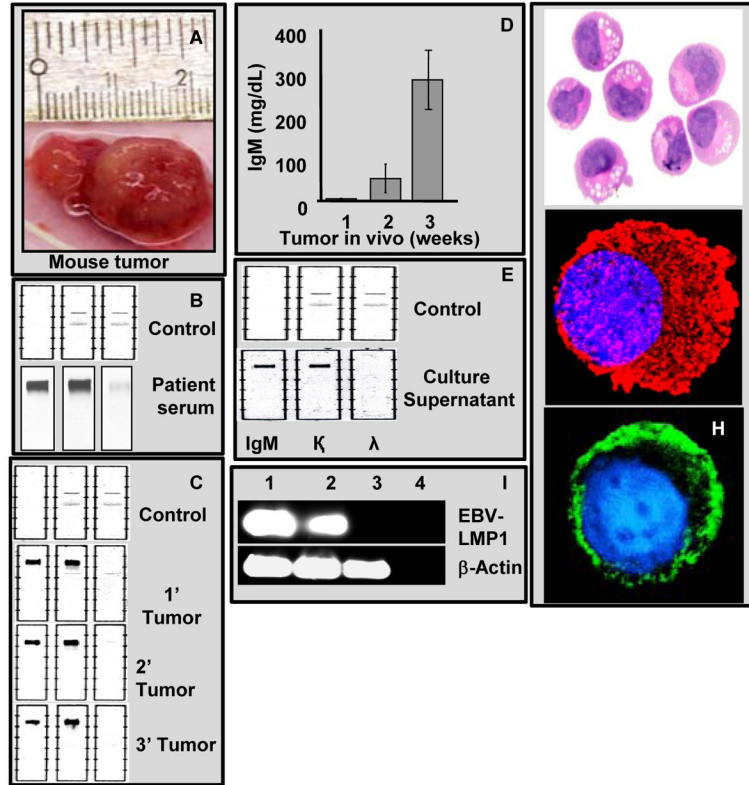 A
0 1 2
Mouse tumor
B
Control
Patient
serum
C
Control
1'
Tumor
2'
Tumor
3' Tumor
D
IgM (mg/dL)
400
300
200
100
0
1 2 3
Tumor in vivo (weeks)
E
Control
Culture
Supernatant
IgM Ƙ λ
I
1 2 3 4
EBV-
LMP1
β-Actin
H